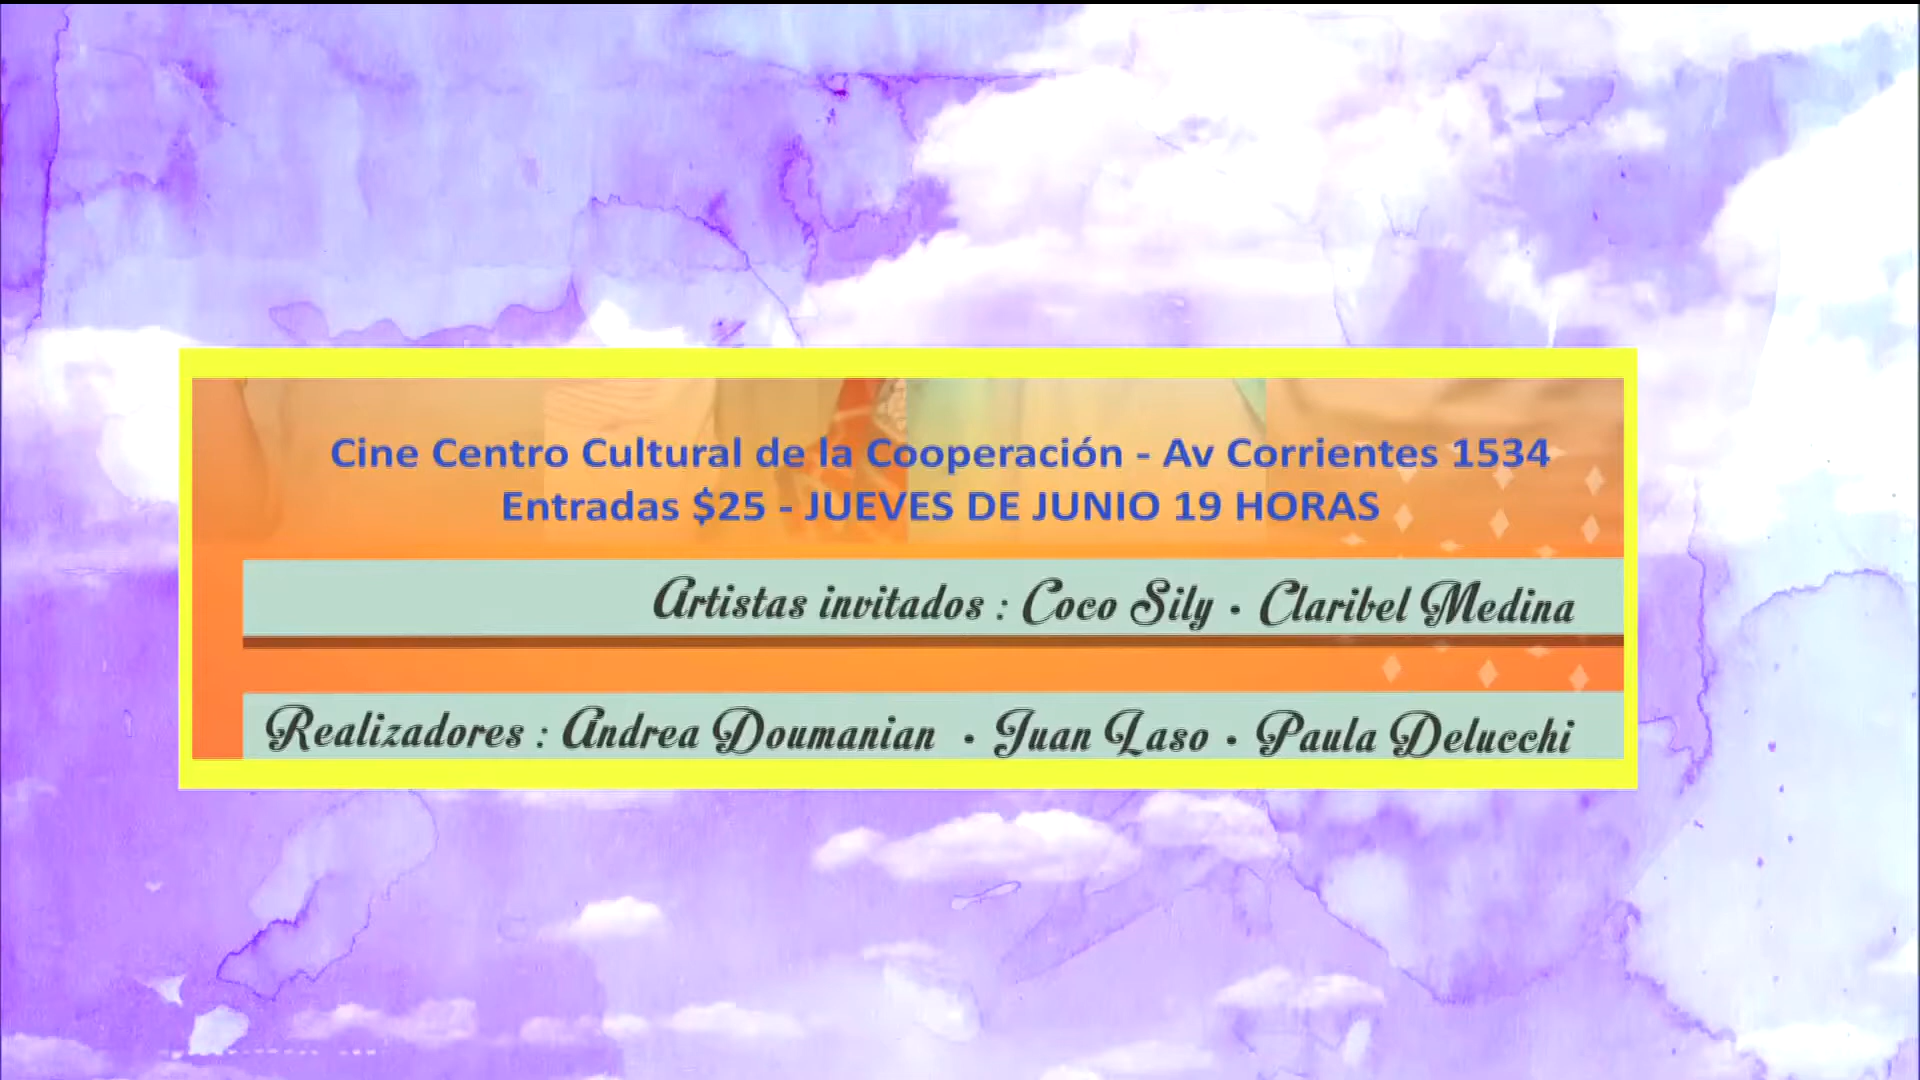 Cine Centro Cultural de la Cooperación - Av Corrientes 1534
Entradas $25 - JUEVES DE JUNIO 19 HORAS
Artistas invitados : Coco Sily • Claribel Medina
Realizadores : Andrea Doumanian • Juan Laso • Paula Delucchi